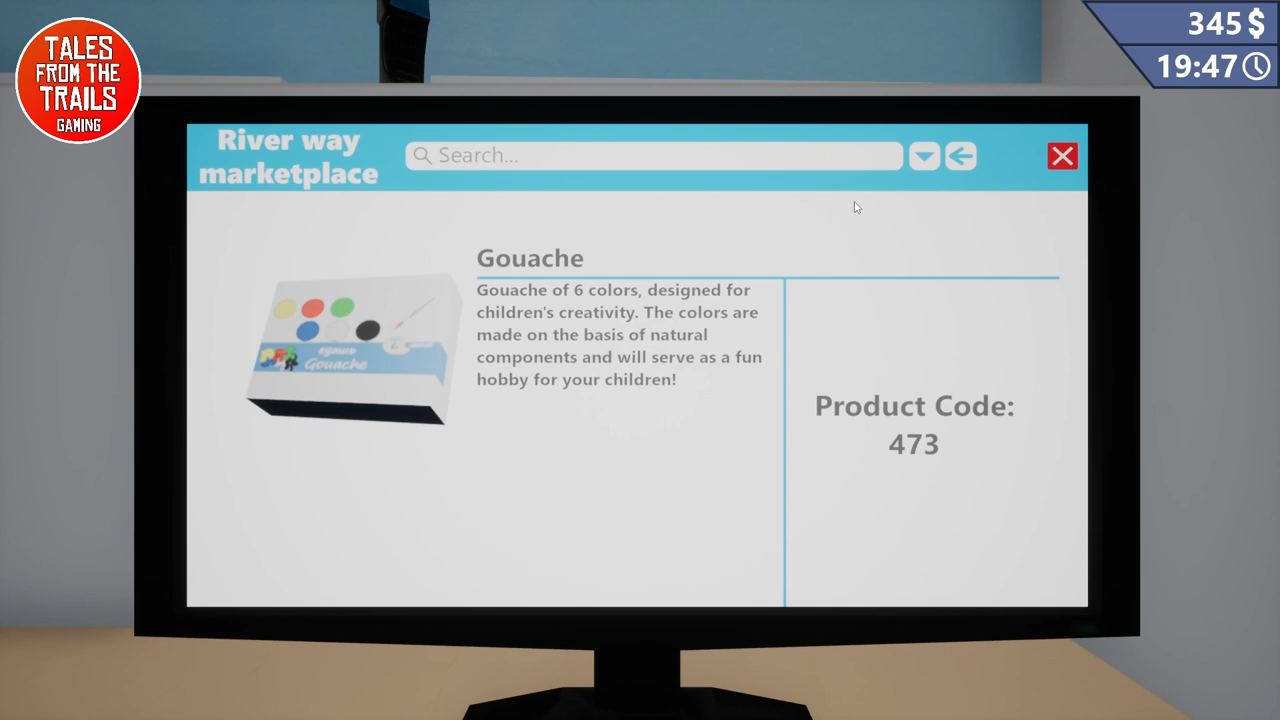 TALES
FROM THE
TRAILS
GAMING
345$
19:47
River way
marketplace
Search...
Gouache
Gouache of 6 colors, designed for
children's creativity. The colors are
made on the basis of natural
components and will serve as a fun
hobby for your children!
Product Code:
473
Gouache